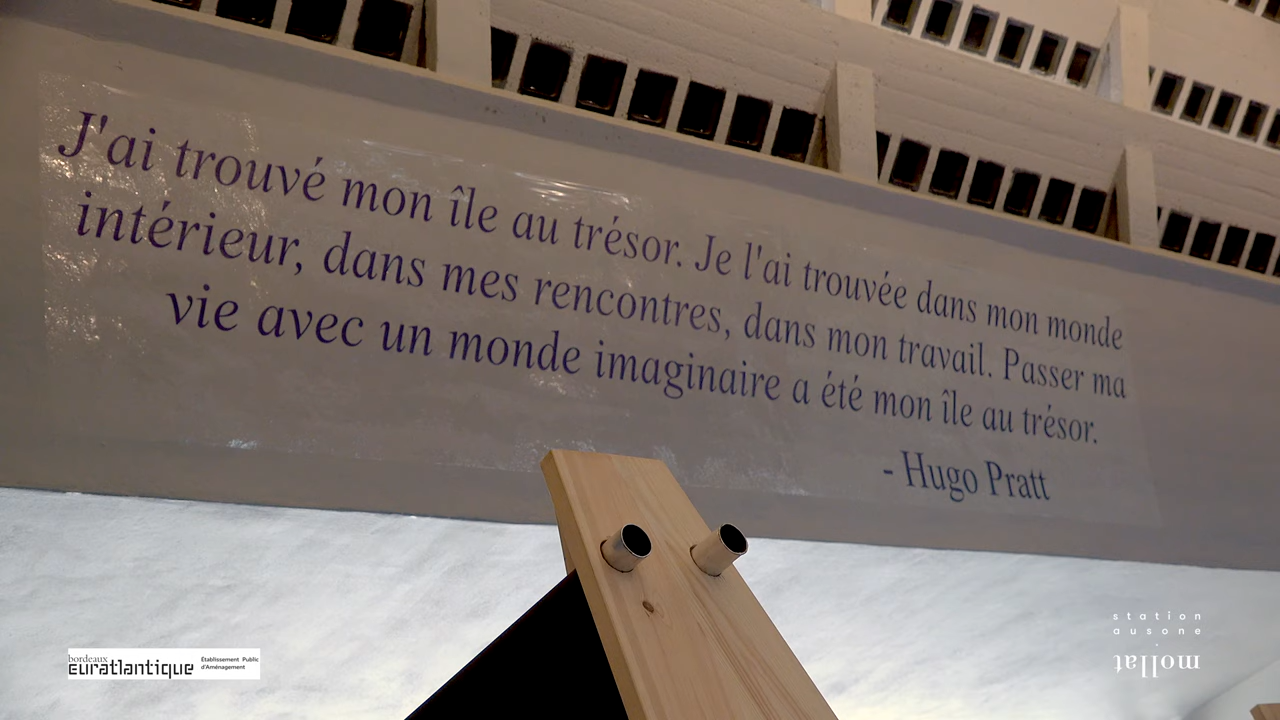 J'ai trouvé mon île au trésor. Je l'ai trouvée dans mon monde
intérieur, dans mes rencontres, dans mon travail. Passer ma
vie avec un monde imaginaire a été mon île au trésor.
- Hugo Pratt
bordeaux
euratlantique
Établissement Public
d'Aménagement
station
ausone
mollat